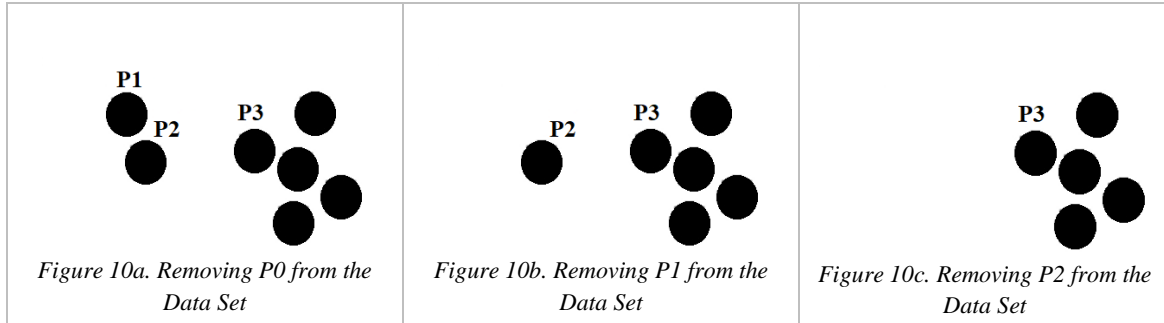 P1
P2
P3
Figure 10a. Removing P0 from the
Data Set
P2
P3
Figure 10b. Removing P1 from the
Data Set
P3
Figure 10c. Removing P2 from the
Data Set